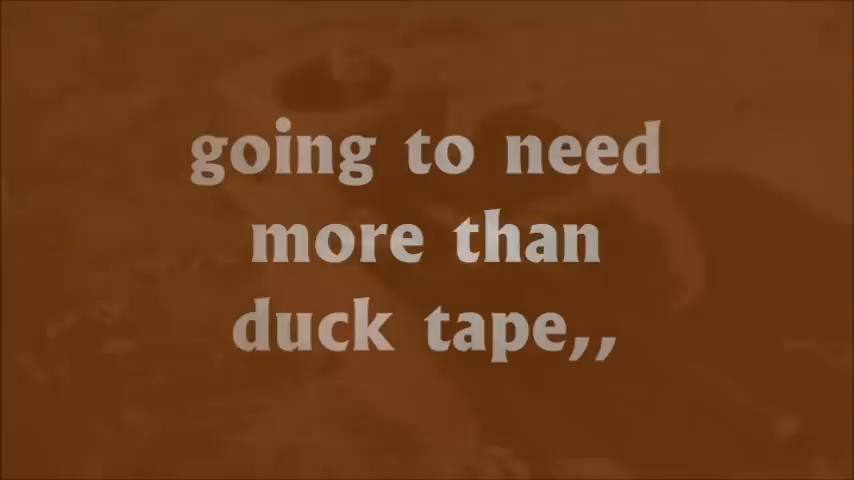 going to need
more than
duck tape,,